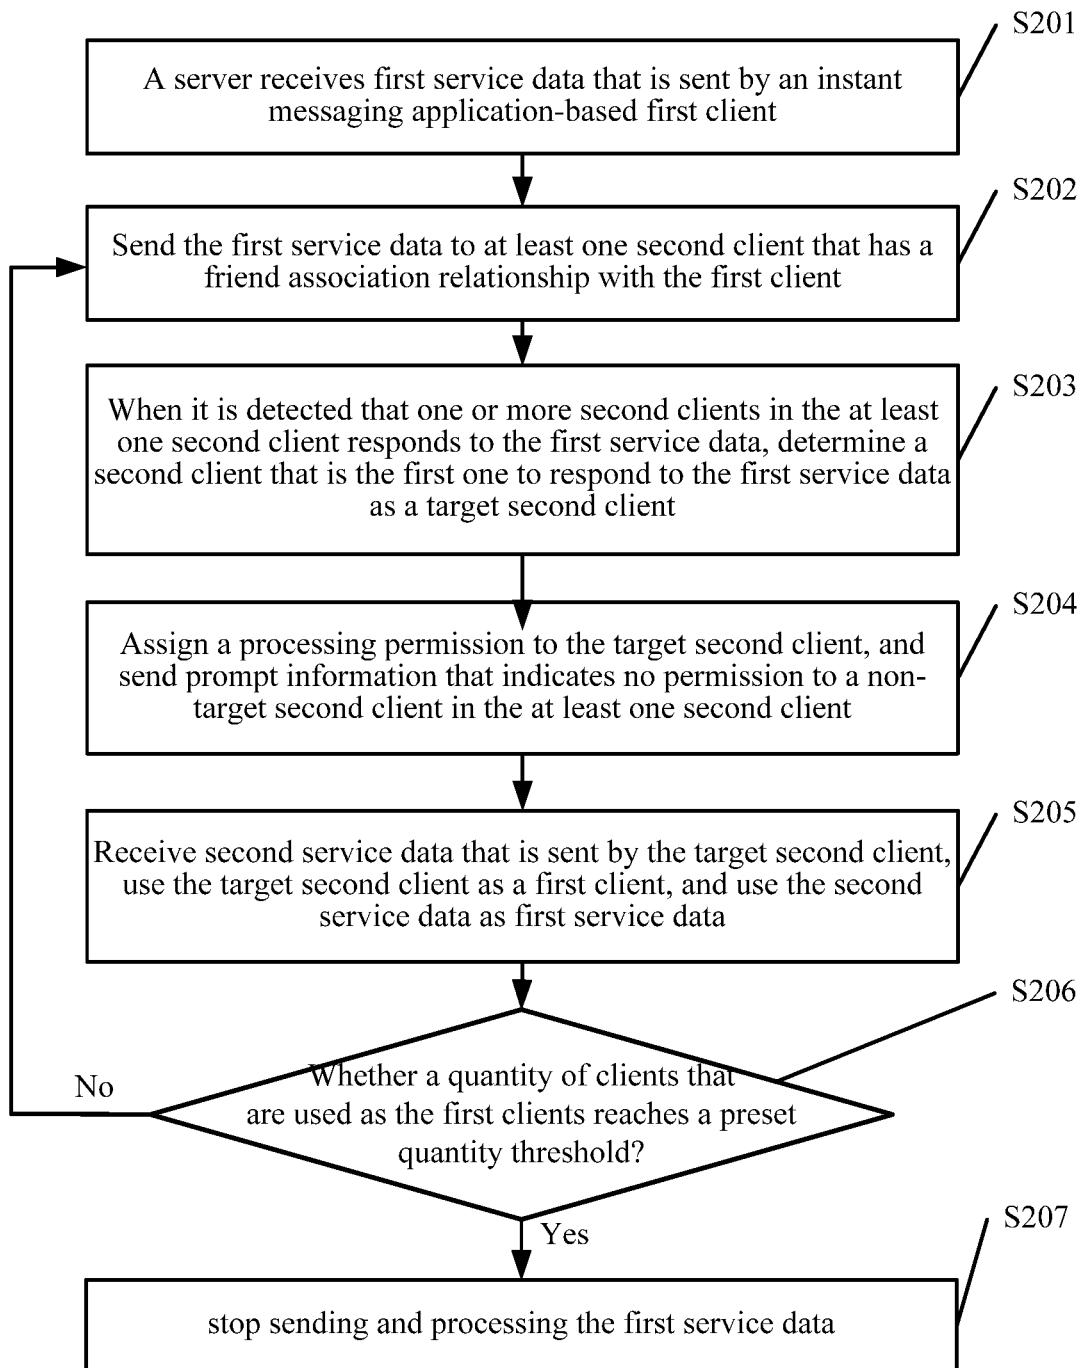 S201
A server receives first service data that is sent by an instant
messaging application-based first client
S202
Send the first service data to at least one second client that has a
friend association relationship with the first client
S203
When it is detected that one or more second clients in the at least
one second client responds to the first service data, determine a
second client that is the first one to respond to the first service data
as a target second client
S204
Assign a processing permission to the target second client, and
send prompt information that indicates no permission to a non-
target second client in the at least one second client
S205
Receive second service data that is sent by the target second client,
use the target second client as a first client, and use the second
service data as first service data
S206
Whether a quantity of clients that
are used as the first clients reaches a preset
quantity threshold?
No
Yes
S207
stop sending and processing the first service data